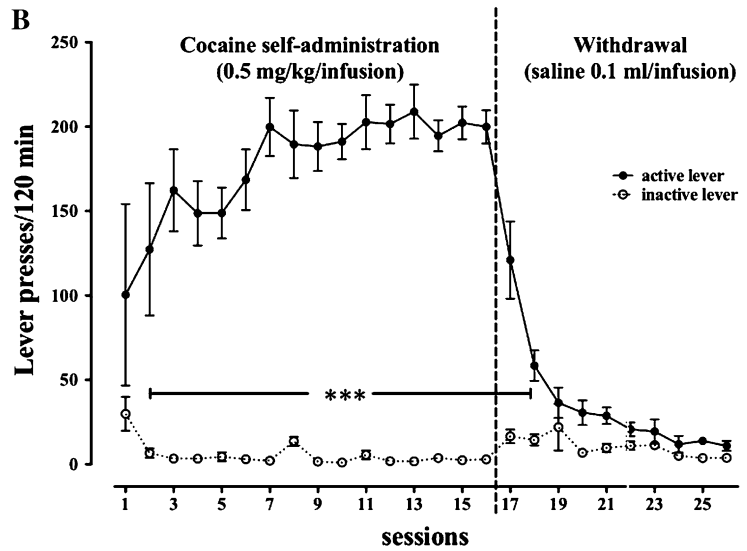 B
Cocaine self-administration
(0.5 mg/kg/infusion)
Withdrawal
(saline 0.1 ml/infusion)
active lever
inactive lever
Lever presses/120 min
250
200
150
100
50
0
***
1 3 5 7 9 11 13 15 17 19 21 23 25
sessions